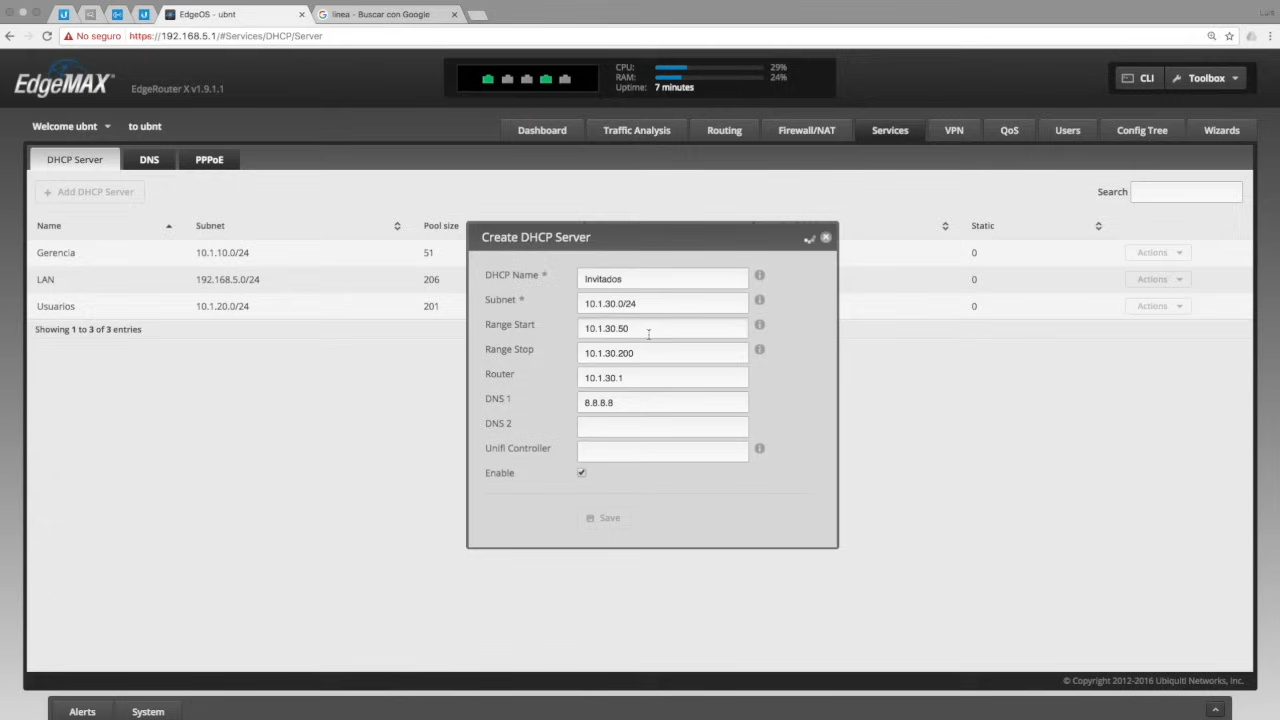 EdgeOS - ubnt
línea - Buscar con Google
Luis
No seguro
https://192.168.5.1/#Services/DHCP/Server
EdgeMAX
EdgeRouter X v1.9.1.1
CPU: 29%
RAM: 24%
Uptime: 7 minutes
CLI
Toolbox
Welcome ubnt
to ubnt
Dashboard
Traffic Analysis
Routing
Firewall/NAT
Services
VPN
QoS
Users
Config Tree
Wizards
DHCP Server
DNS
PPPoE
+ Add DHCP Server
Search
Name Subnet Pool size Static
Gerencia 10.1.10.0/24 51 0 Actions
LAN 192.168.5.0/24 206 0 Actions
Usuarios 10.1.20.0/24 201 0 Actions
Showing 1 to 3 of 3 entries
Create DHCP Server
DHCP Name * Invitados
Subnet * 10.1.30.0/24
Range Start 10.1.30.50
Range Stop 10.1.30.200
Router 10.1.30.1
DNS 1 8.8.8.8
DNS 2
Unifi Controller
Enable
Save
© Copyright 2012-2016 Ubiquiti Networks, Inc.
Alerts
System